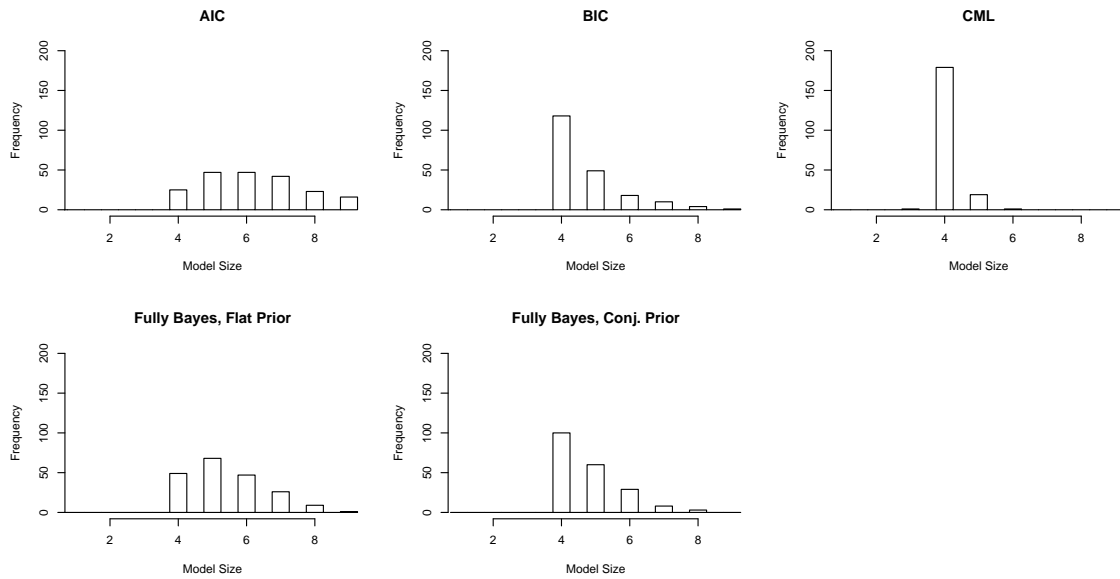 AIC
Frequency
0 50 100 150 200
2 4 6 8
Model Size
BIC
Frequency
0 50 100 150 200
2 4 6 8
Model Size
CML
Frequency
0 50 100 150 200
2 4 6 8
Model Size
Fully Bayes, Flat Prior
Frequency
0 50 100 150 200
2 4 6 8
Model Size
Fully Bayes, Conj. Prior
Frequency
0 50 100 150 200
2 4 6 8
Model Size